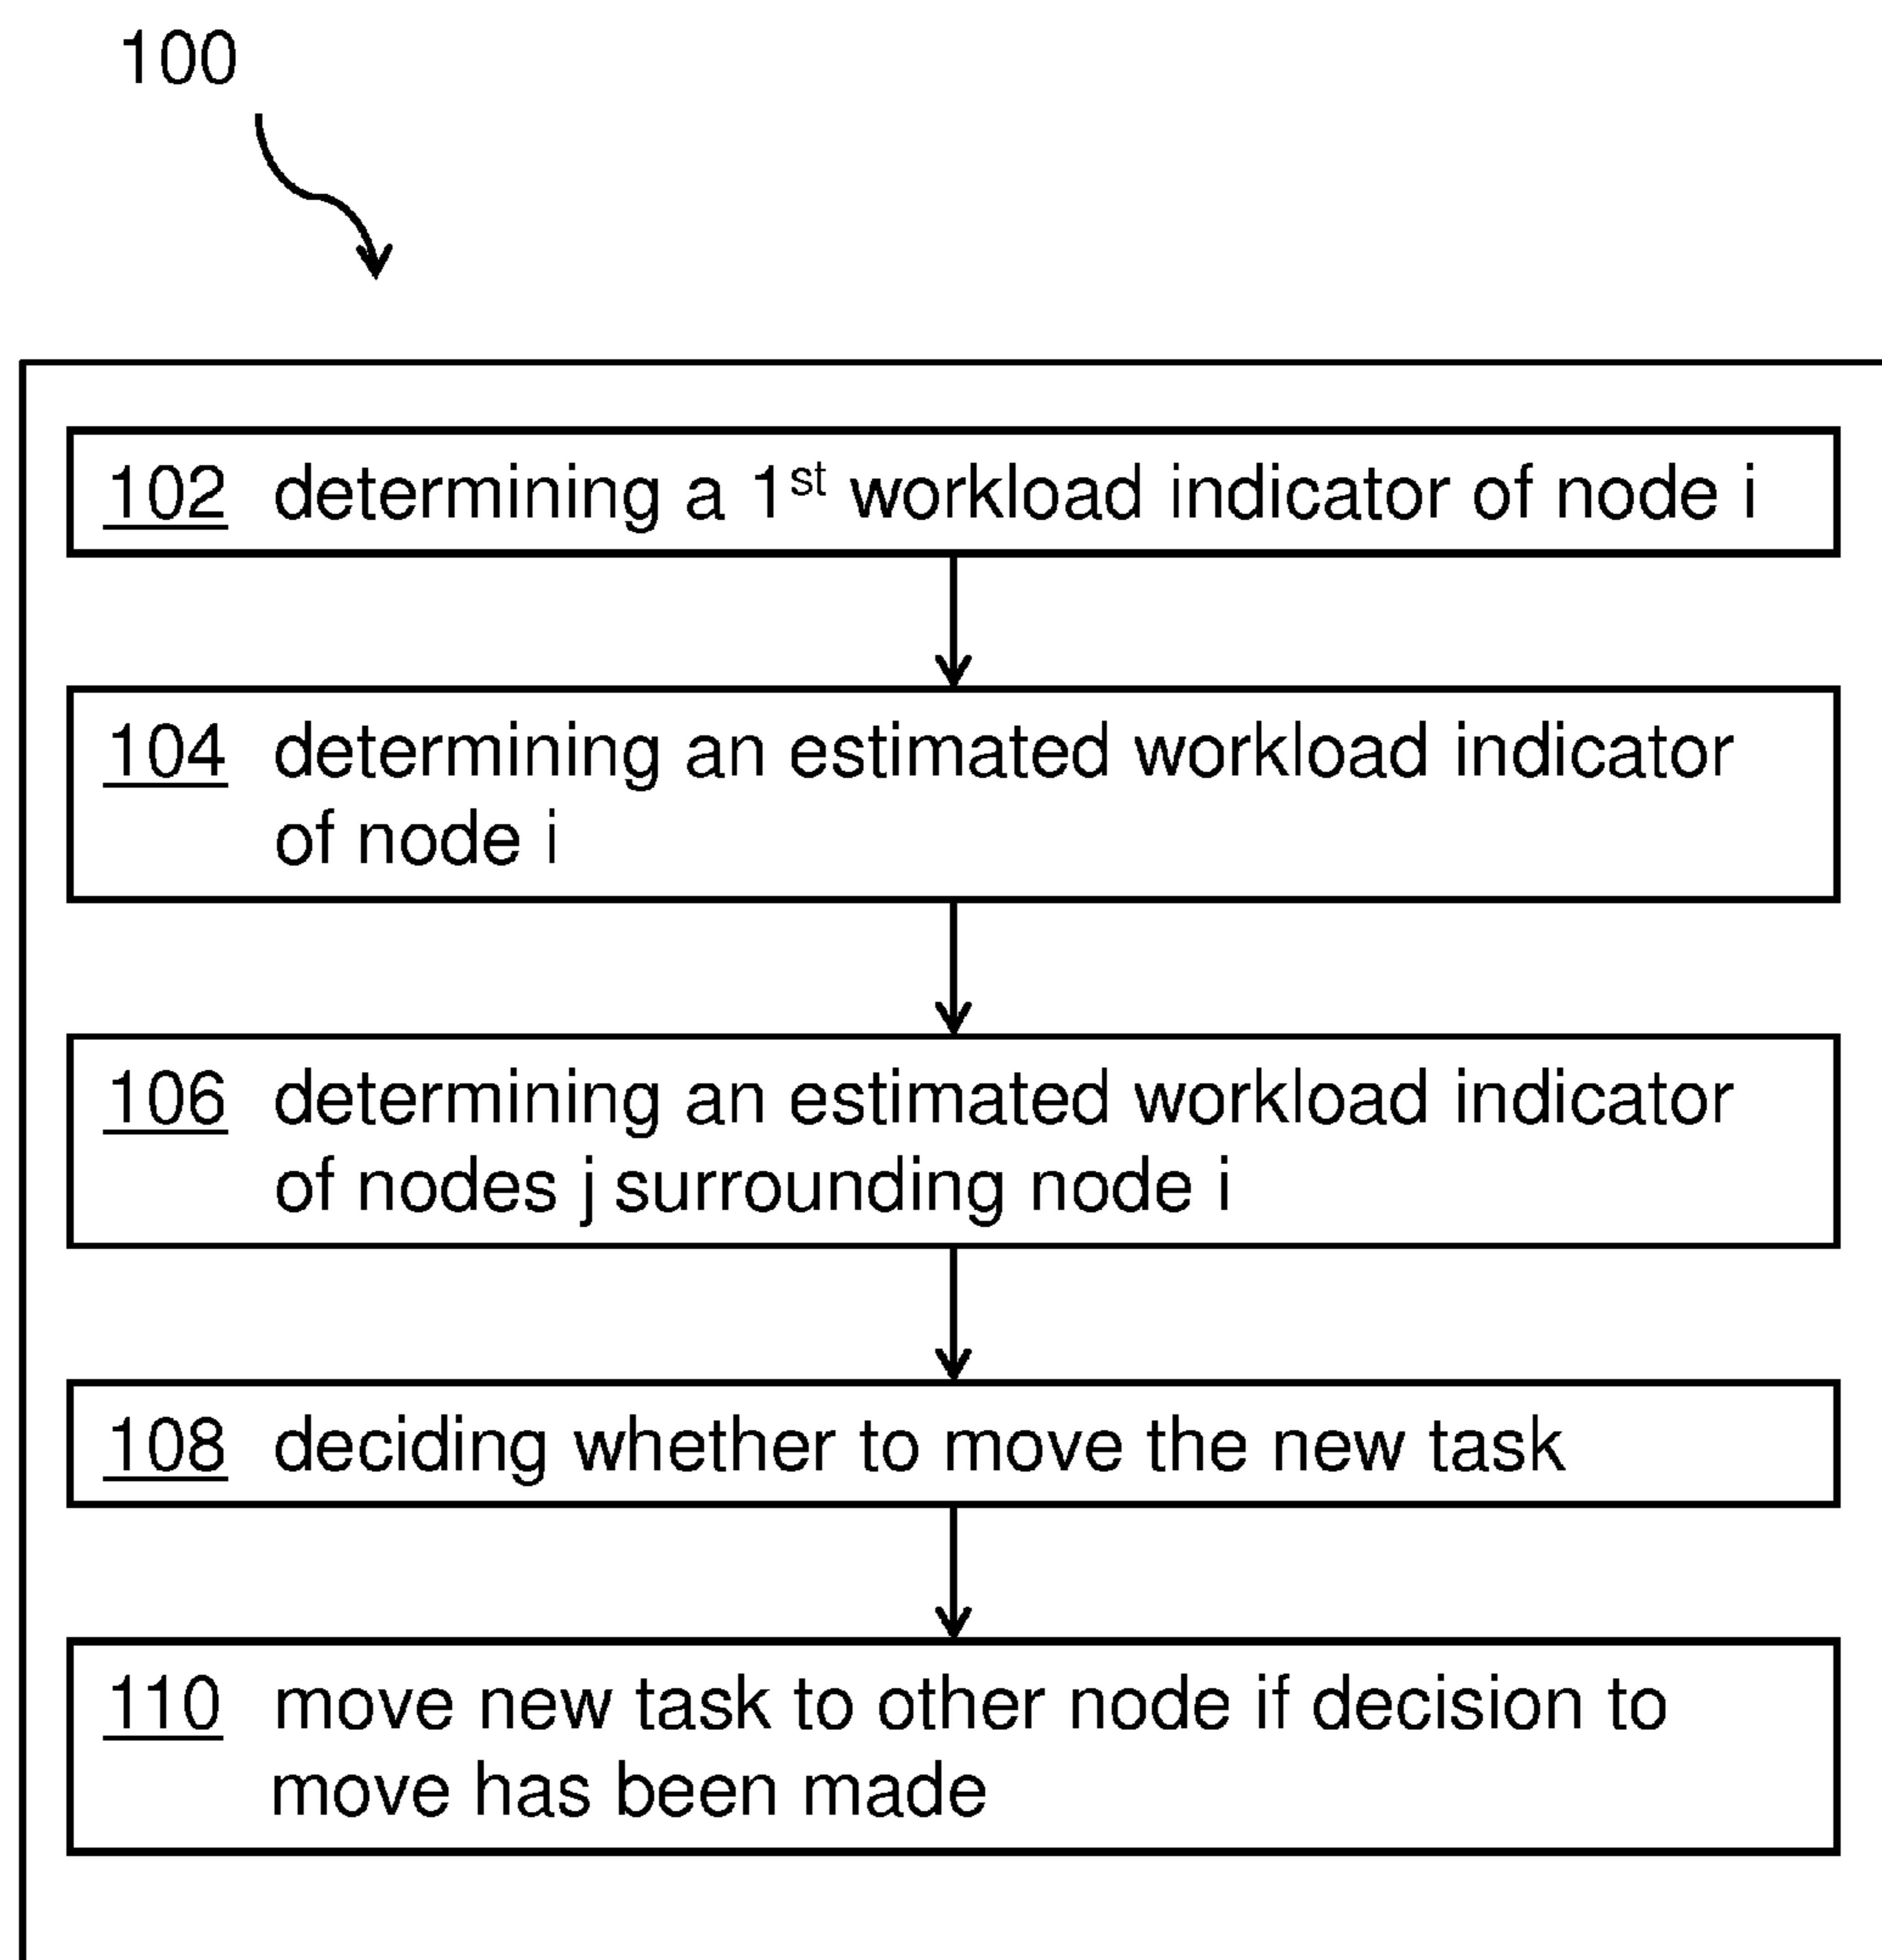 100
102 determining a 1st workload indicator of node i
104 determining an estimated workload indicator
of node i
106 determining an estimated workload indicator
of nodes j surrounding node i
108 deciding whether to move the new task
110 move new task to other node if decision to
move has been made